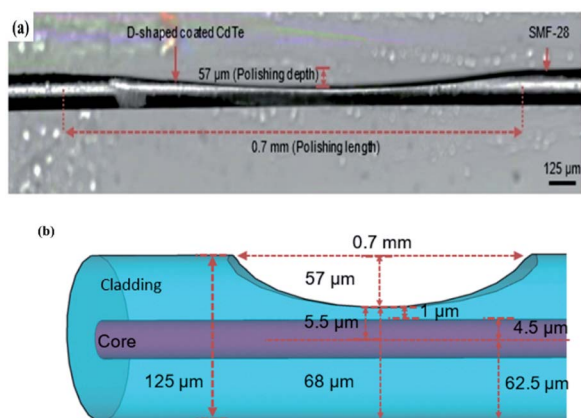 (a)
D-shaped coated CdTe
SMF-28
57 µm (Polishing depth)
0.7 mm (Polishing length)
125 µm
(b)
0.7 mm
Cladding
57 µm
1 µm
5.5 µm
4.5 µm
Core
125 µm
68 µm
62.5 µm